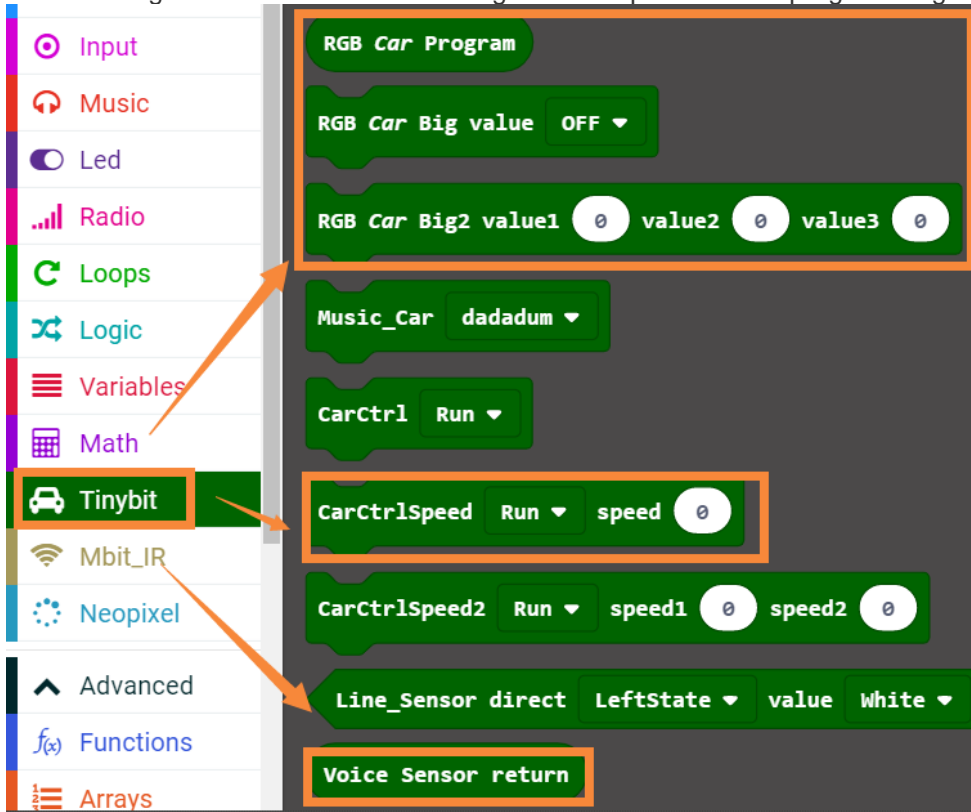 Input
Music
Led
Radio
Loops
Logic
Variables
Math
Tinybit
Mbit_IR
Neopixel
Advanced
f(x) Functions
Arrays
RGB Car Program
RGB Car Big value OFF
RGB Car Big2 value1 0 value2 0 value3 0
Music_Car dadadum
CarCtrl Run
CarCtrlSpeed Run speed 0
CarCtrlSpeed2 Run speed1 0 speed2 0
Line_Sensor direct LeftState value White
Voice Sensor return